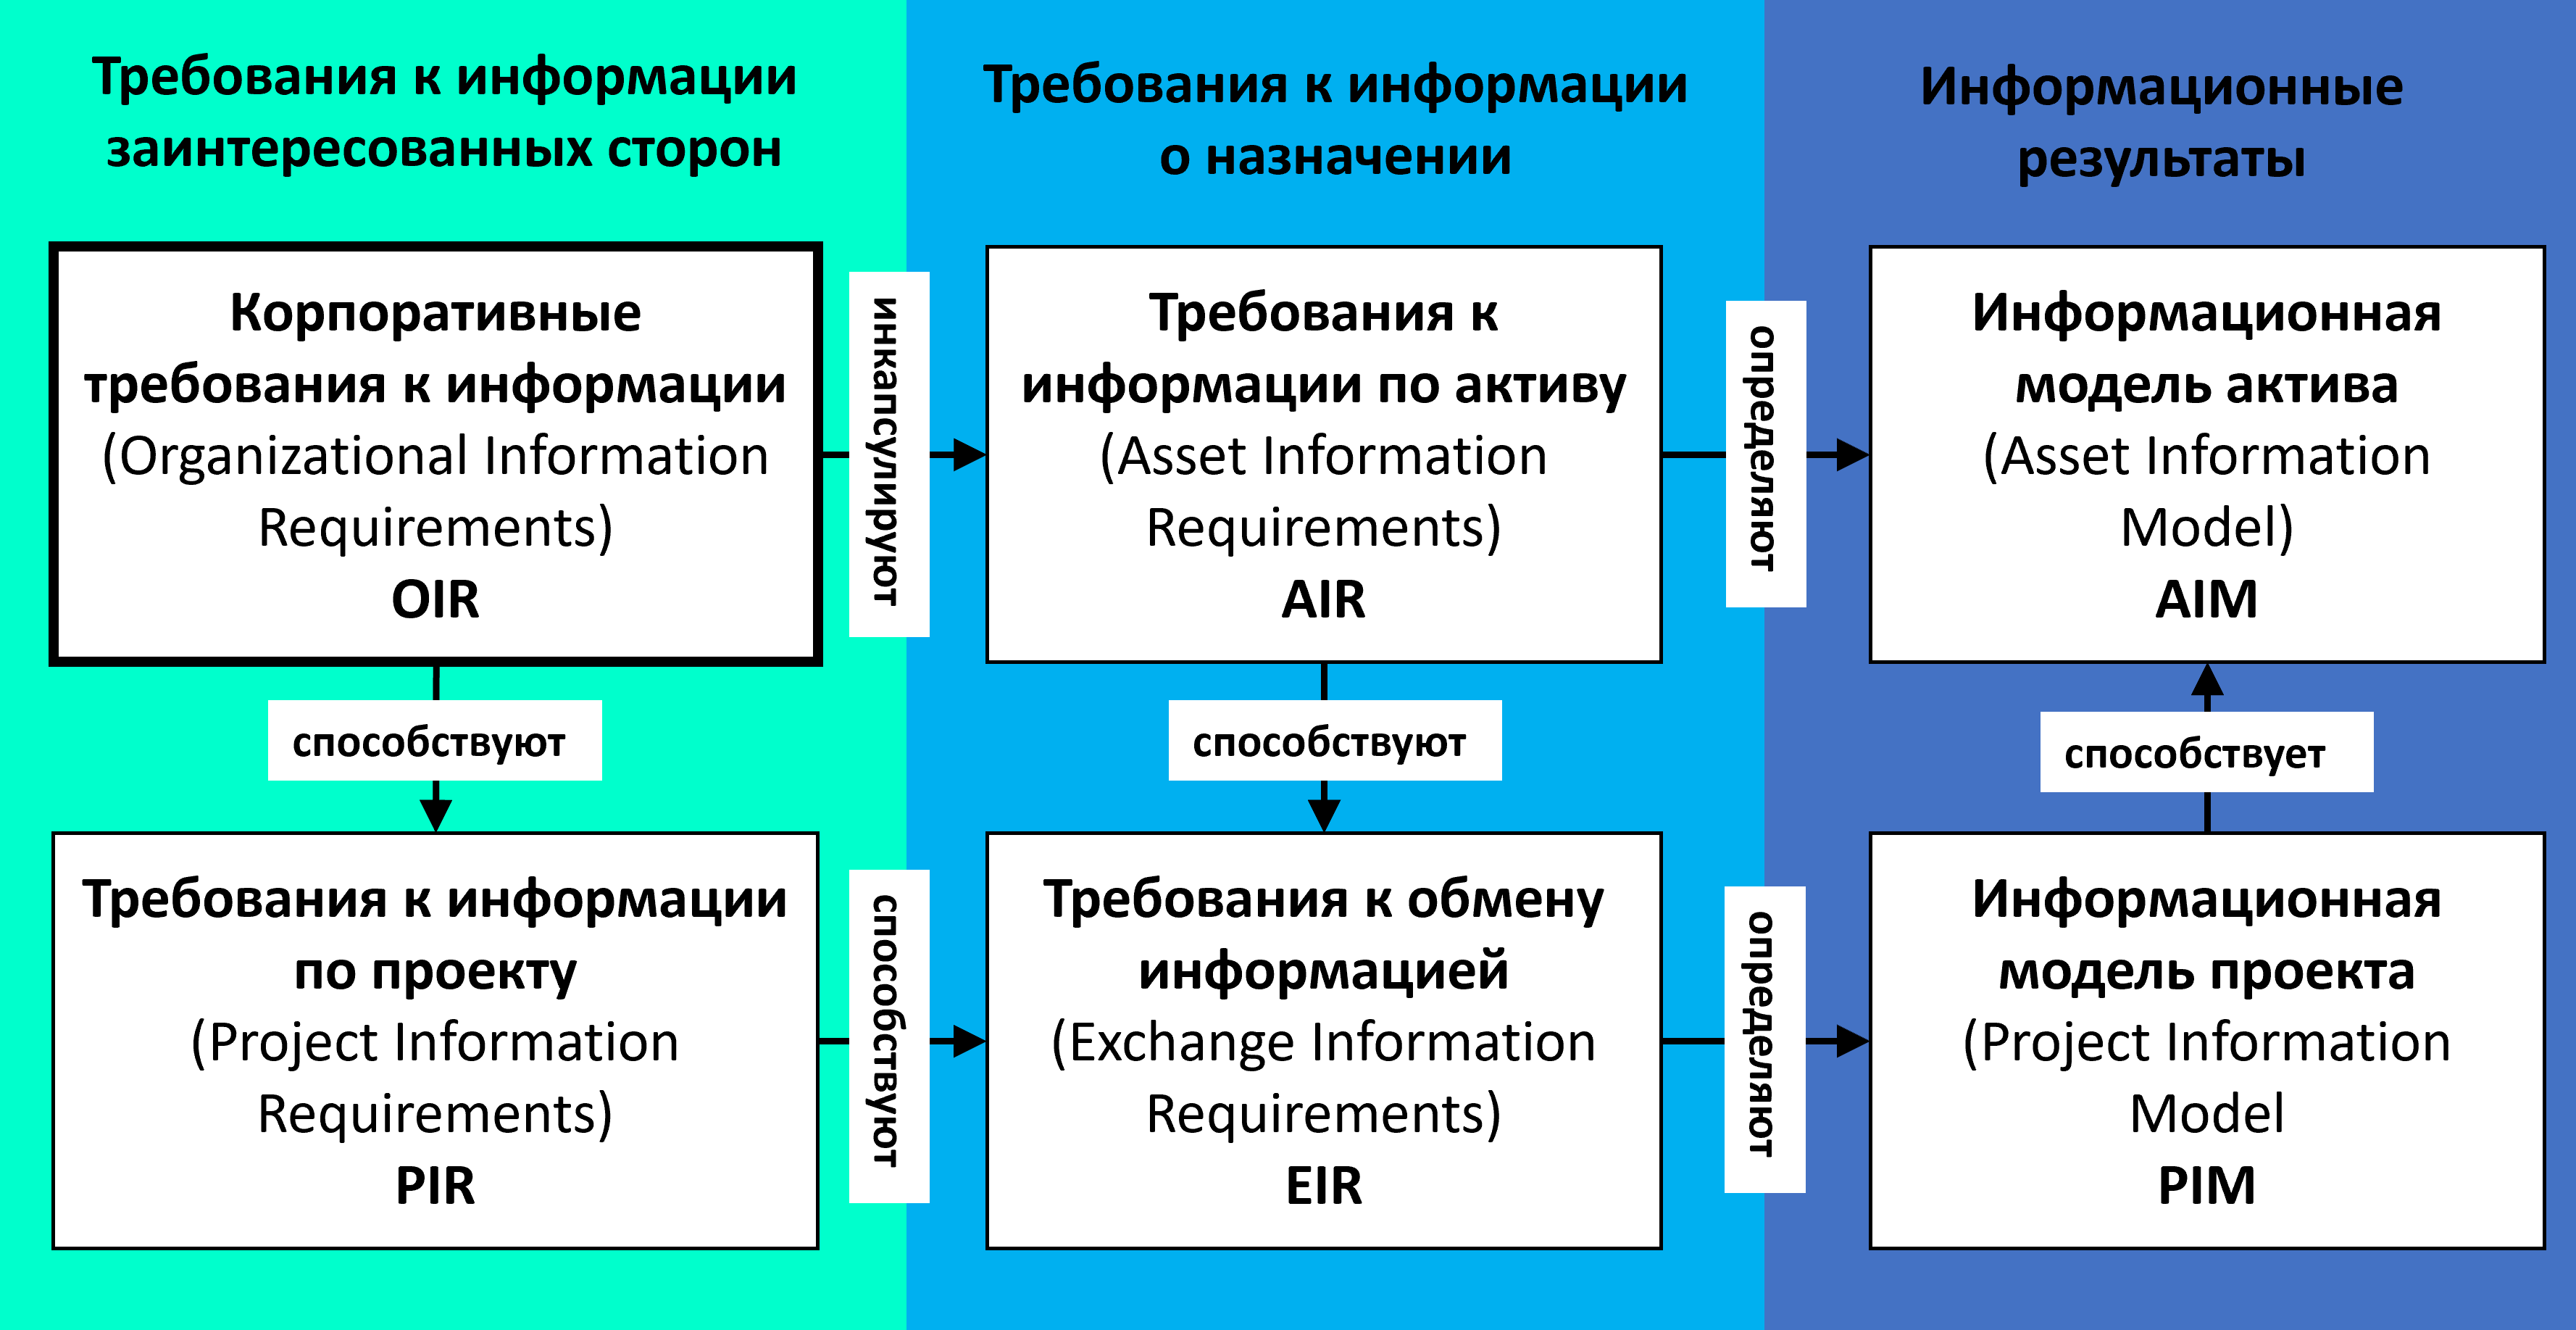 Требования к информации
заинтересованных сторон
Требования к информации
о назначении
Информационные
результаты
Корпоративные
требования к информации
(Organizational Information
Requirements)
OIR
инкапсулируют
Требования к
информации по активу
(Asset Information
Requirements)
AIR
определяют
Информационная
модель актива
(Asset Information
Model)
AIM
способствуют
способствуют
способствует
Требования к информации
по проекту
(Project Information
Requirements)
PIR
способствуют
Требования к обмену
информацией
(Exchange Information
Requirements)
EIR
определяют
Информационная
модель проекта
(Project Information
Model
PIM